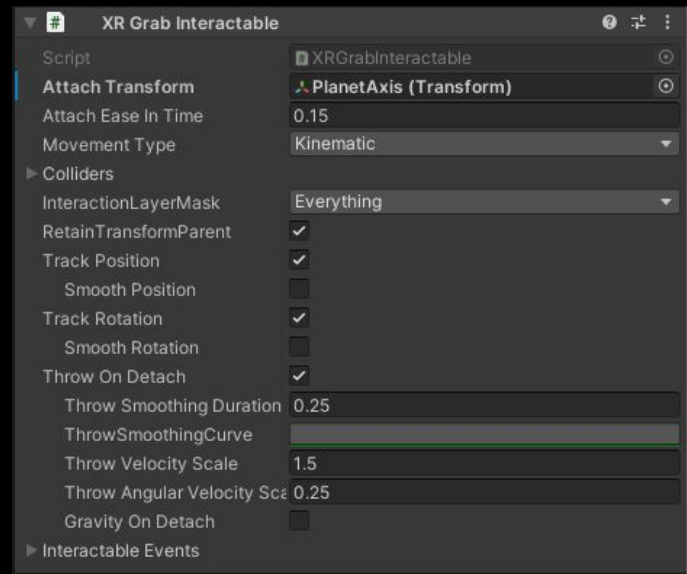 # XR Grab Interactable
Script XRGrabInteractable
Attach Transform PlanetAxis (Transform)
Attach Ease In Time 0.15
Movement Type Kinematic
Colliders
InteractionLayerMask Everything
RetainTransformParent
Track Position
Smooth Position
Track Rotation
Smooth Rotation
Throw On Detach
Throw Smoothing Duration 0.25
ThrowSmoothingCurve
Throw Velocity Scale 1.5
Throw Angular Velocity Sca 0.25
Gravity On Detach
Interactable Events